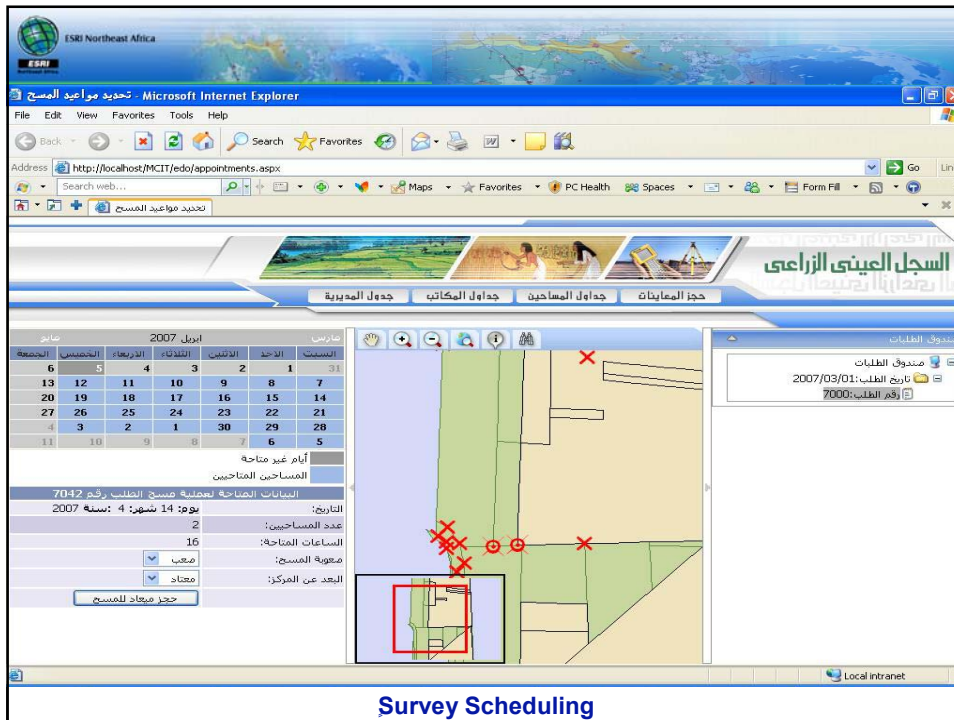 ESRI Northeast Africa
ESRI
تحديد مواعيد المسح - Microsoft Internet Explorer
File Edit View Favorites Tools Help
Back Search Favorites
Address http://localhost/MCIT/edo/appointments.aspx Go
Search web... Maps Favorites PC Health Spaces Form Fill
تحديد مواعيد المسح
السجل العينى الزراعى
حجز المعاينات جداول المساحين جداول المكاتب جدول المديرية
مارس ابريل 2007 مايو
السبت الاحد الاثنين الثلاثاء الاربعاء الخميس الجمعة
31 1 2 3 4 5 6
7 8 9 10 11 12 13
14 15 16 17 18 19 20
21 22 23 24 25 26 27
28 29 30 1 2 3 4
5 6 7 8 9 10 11
أيام غير متاحة
المساحين المتاحيين
البيانات المتاحة لعملية مسح الطلب رقم 7042
التاريخ: يوم: 14 شهر: 4 :سنة 2007
عدد المساحيين: 2
الساعات المتاحة: 16
صعوبة المسح: صعب
البعد عن المركز: معتاد
حجز ميعاد للمسح
صندوق الطلبات
صندوق الطلبات
تاريخ الطلب:2007/03/01
رقم الطلب:7000
Local intranet
Survey Scheduling